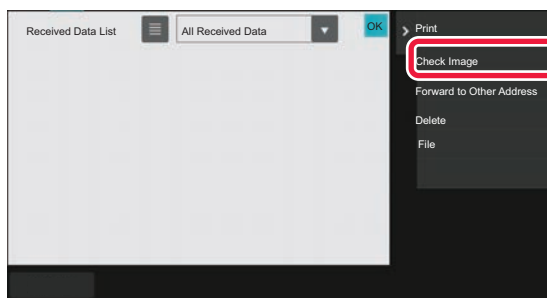 Received Data List
All Received Data
OK
Print
Check Image
Forward to Other Address
Delete
File